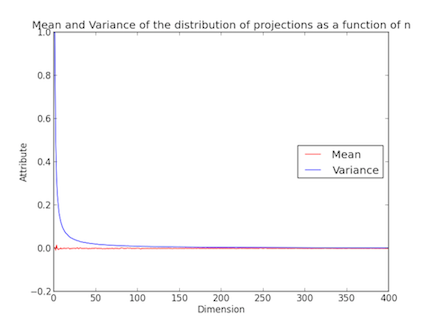 Mean and Variance of the distribution of projections as a function of n
1.0
0.8
0.6
0.4
0.2
0.0
−0.2
Attribute
Mean
Variance
0 50 100 150 200 250 300 350 400
Dimension